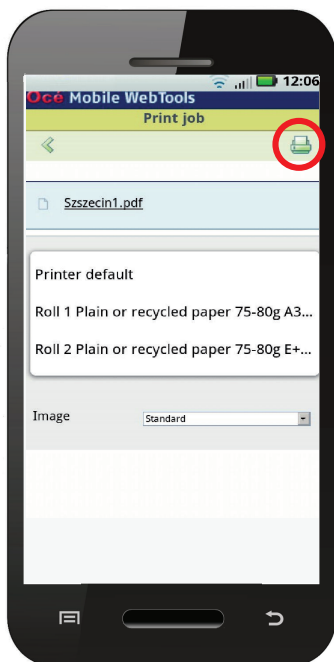 12:06
Océ Mobile WebTools
Print job
Szszecin1.pdf
Printer default
Roll 1 Plain or recycled paper 75-80g A3...
Roll 2 Plain or recycled paper 75-80g E+...
Image Standard